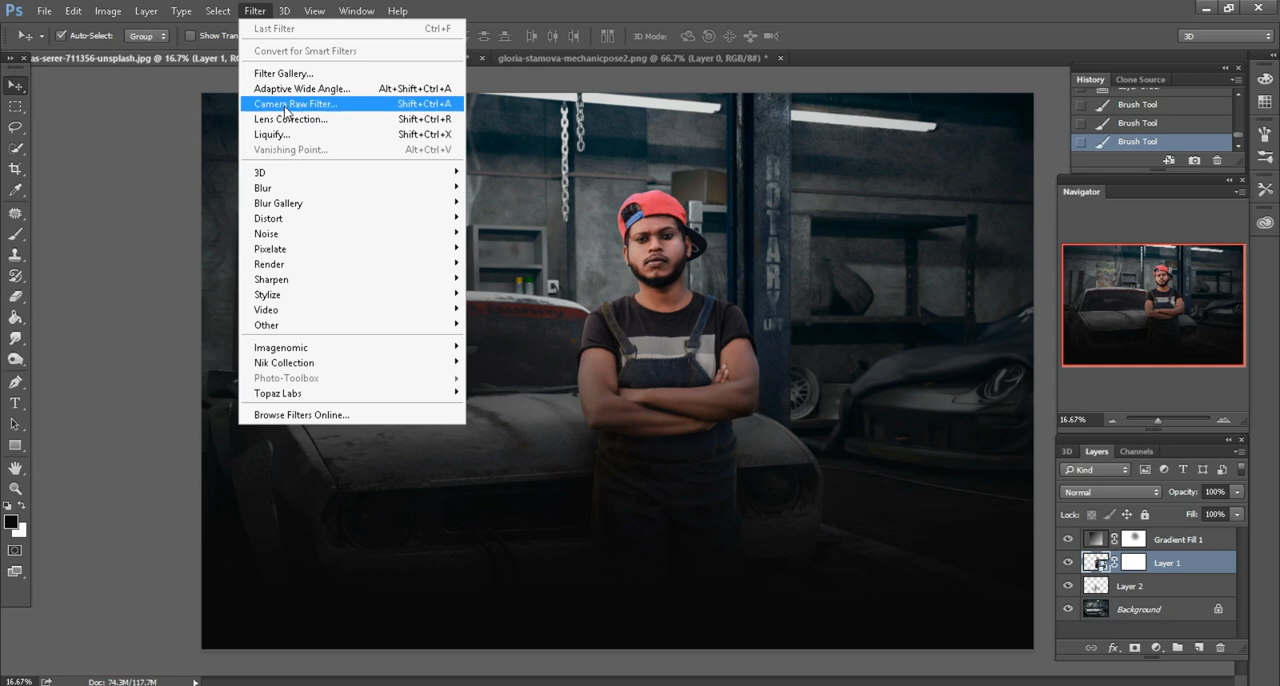 Ps File Edit Image Layer Type Select Filter 3D View Window Help
Auto-Select: Group Show Tran 3D Mode: 3D
as-serer-711356-unsplash.jpg @ 16.7% (Layer 1, RG gloria-stamova-mechanicpose2.png @ 66.7% (Layer 0, RGB/8#) *
Last Filter Ctrl+F
Convert for Smart Filters
Filter Gallery...
Adaptive Wide Angle... Alt+Shift+Ctrl+A
Camera Raw Filter... Shift+Ctrl+A
Lens Correction... Shift+Ctrl+R
Liquify... Shift+Ctrl+X
Vanishing Point... Alt+Ctrl+V
3D
Blur
Blur Gallery
Distort
Noise
Pixelate
Render
Sharpen
Stylize
Video
Other
Imagenomic
Nik Collection
Photo-Toolbox
Topaz Labs
Browse Filters Online...
NOTARY
History Clone Source
Brush Tool
Brush Tool
Brush Tool
Navigator
16.67%
3D Layers Channels
Kind
Normal Opacity: 100%
Lock: Fill: 100%
Gradient Fill 1
Layer 1
Layer 2
Background
16.67% Doc: 74.3M/117.7M